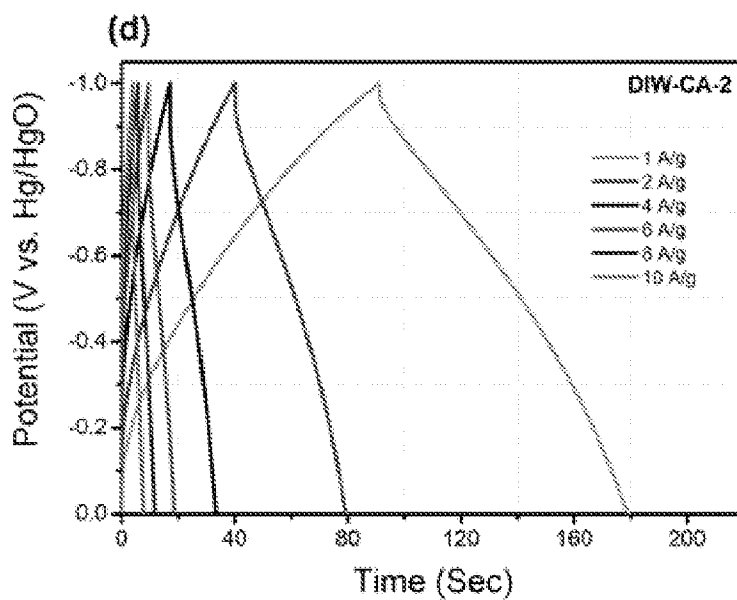 (d)
DIW-CA-2
-1.0
-0.8
-0.6
-0.4
-0.2
0.0
Potential (V vs. Hg/HgO)
1 A/g
2 A/g
4 A/g
6 A/g
8 A/g
10 A/g
0 40 80 120 160 200
Time (Sec)